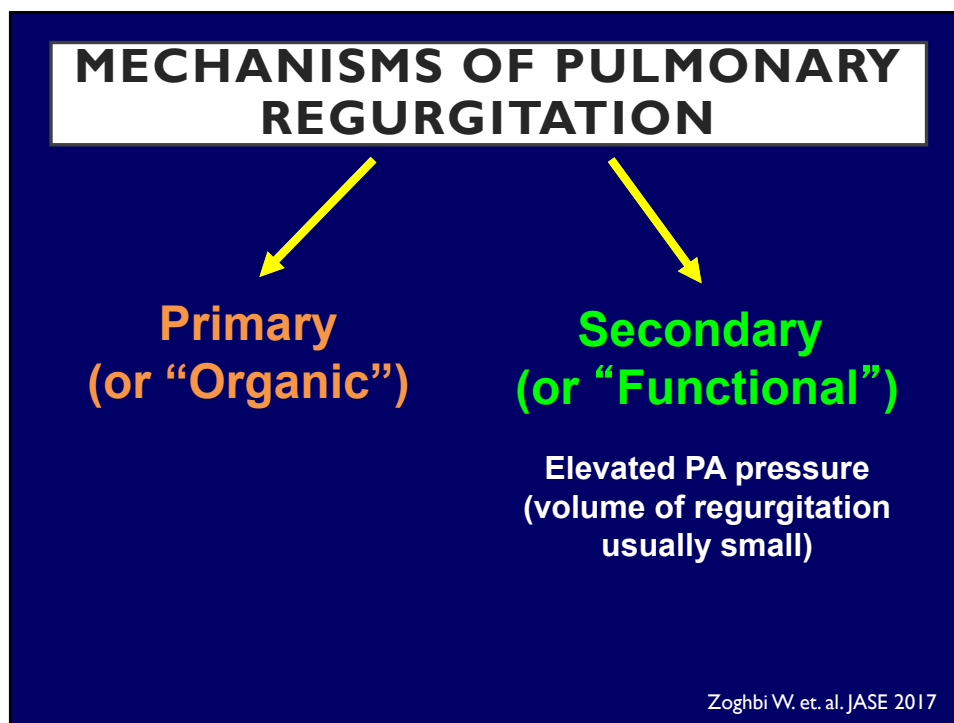 MECHANISMS OF PULMONARY
REGURGITATION
Primary
(or “Organic”)
Secondary
(or “Functional”)
Elevated PA pressure
(volume of regurgitation
usually small)
Zoghbi W. et. al. JASE 2017